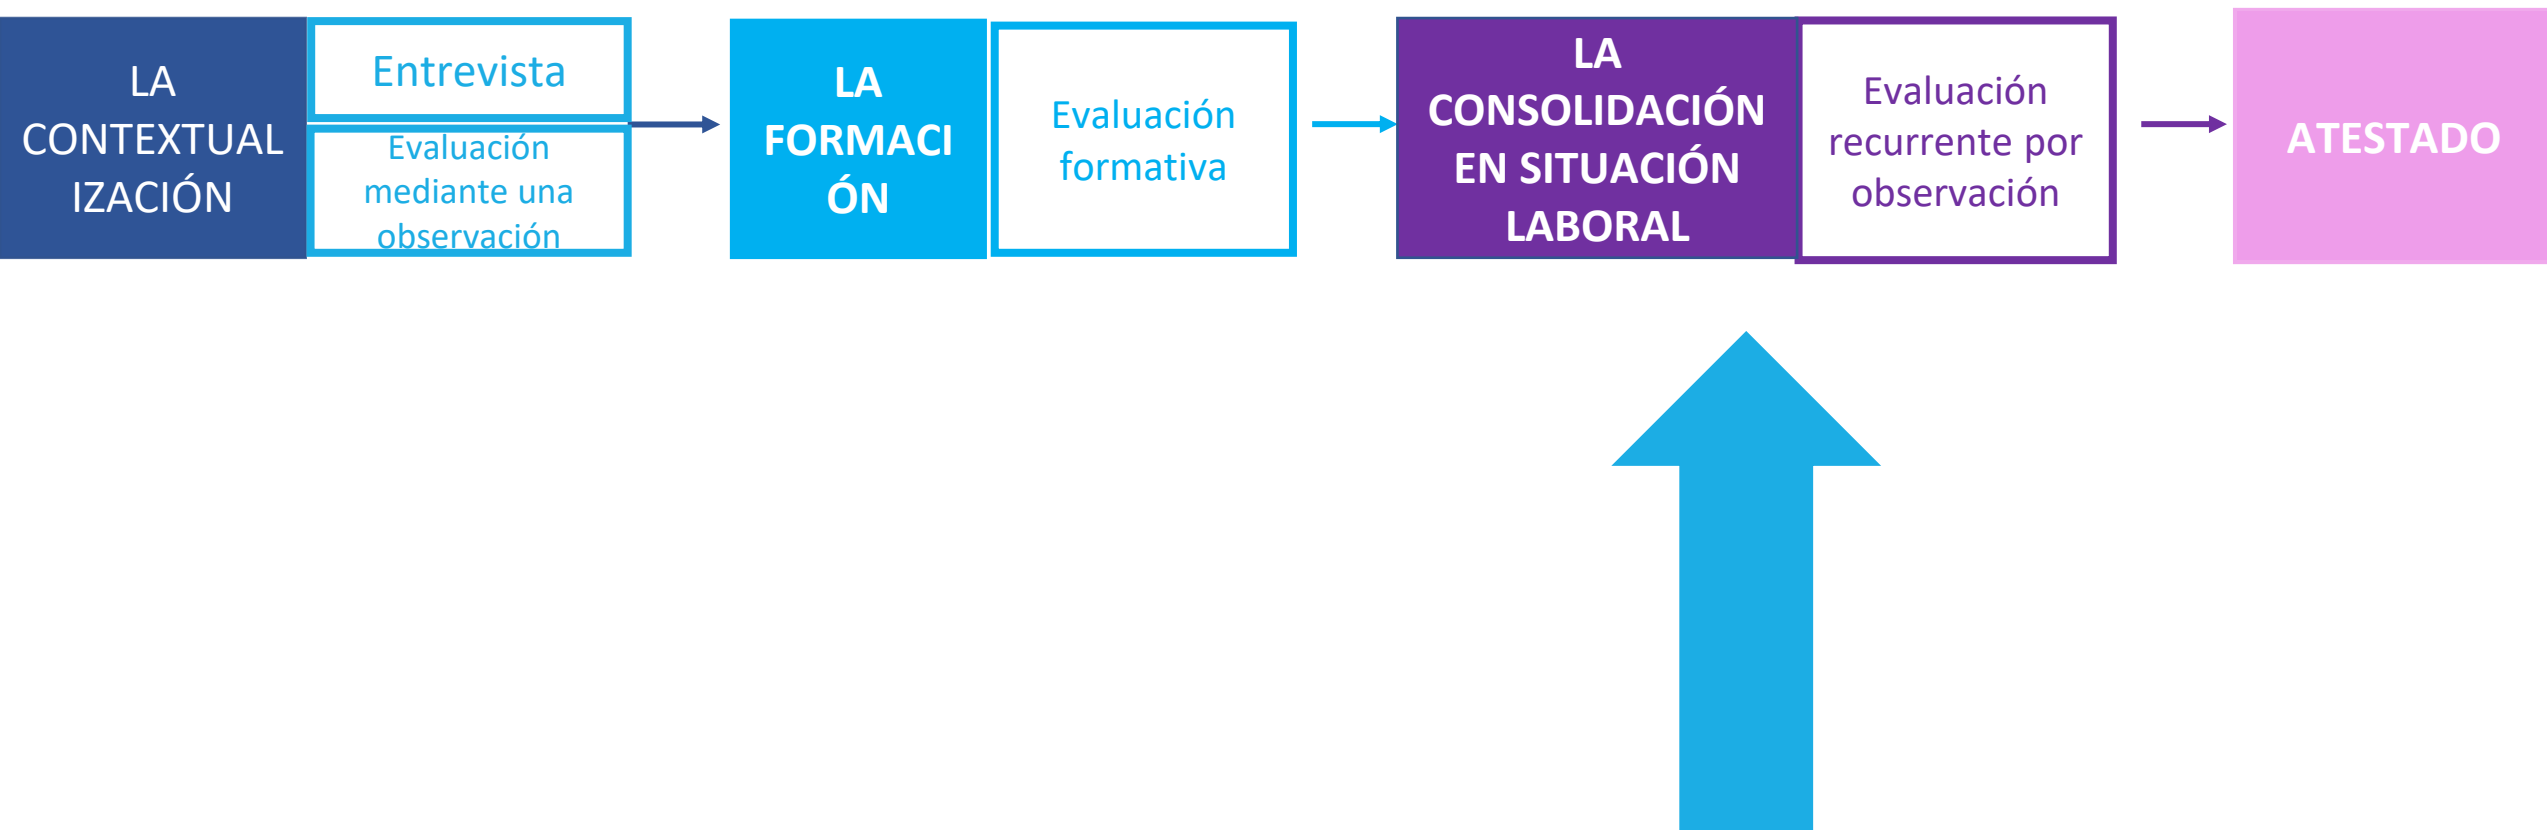 LA
CONTEXTUAL
IZACIÓN
Entrevista
Evaluación
mediante una
observación
LA
FORMACI
ÓN
Evaluación
formativa
LA
CONSOLIDACIÓN
EN SITUACIÓN
LABORAL
Evaluación
recurrente por
observación
ATESTADO